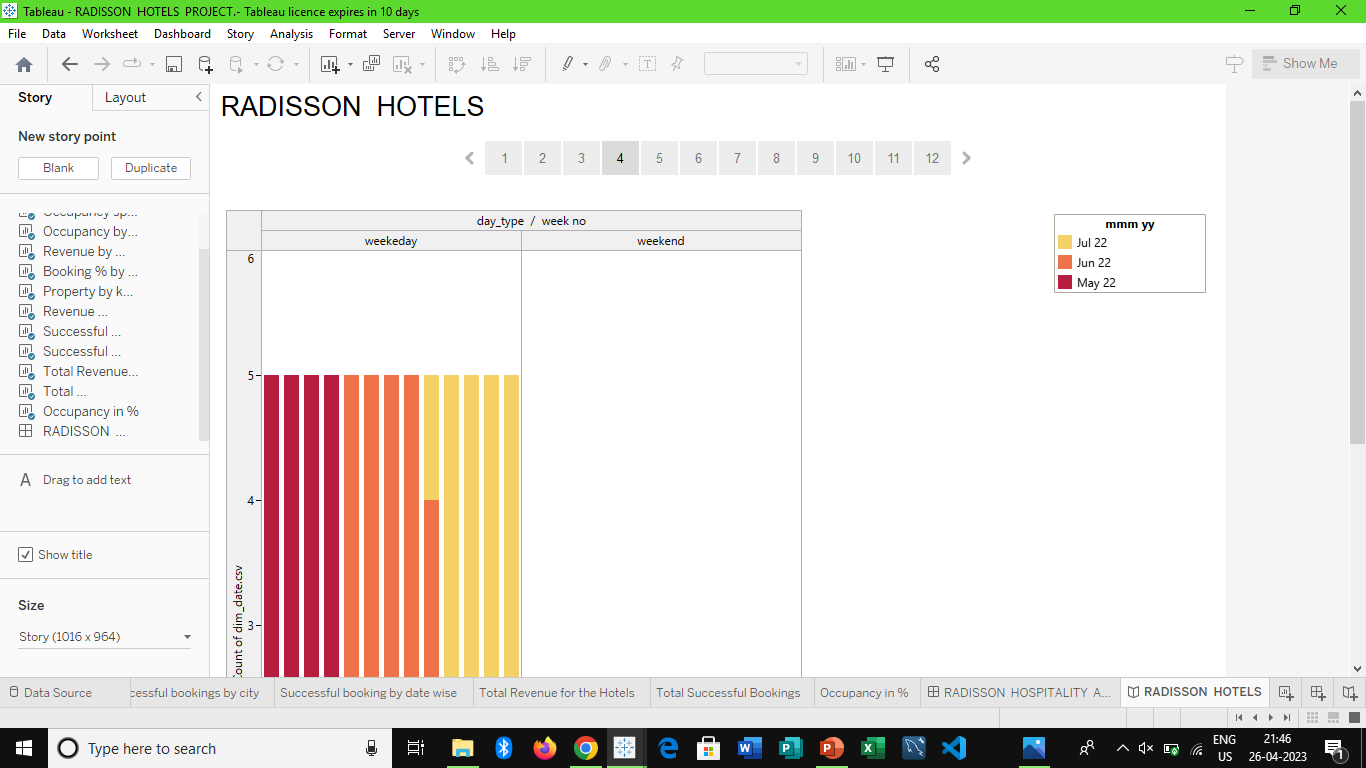 Tableau - RADISSON HOTELS PROJECT.- Tableau licence expires in 10 days
File Data Worksheet Dashboard Story Analysis Format Server Window Help
Show Me
Story Layout
RADISSON HOTELS
New story point
Blank Duplicate
1 2 3 4 5 6 7 8 9 10 11 12
Occupancy sp...
Occupancy by...
Revenue by ...
Booking % by ...
Property by k...
Revenue ...
Successful ...
Successful ...
Total Revenue...
Total ...
Occupancy in %
RADISSON ...
A Drag to add text
Show title
Size
Story (1016 x 964)
day_type / week no
weekeday weekend
6
5
4
3
Count of dim_date.csv
mmm yy
Jul 22
Jun 22
May 22
Data Source cessful bookings by city Successful booking by date wise Total Revenue for the Hotels Total Successful Bookings Occupancy in % RADISSON HOSPITALITY A... RADISSON HOTELS
Type here to search
ENG
US
21:46
26-04-2023
1